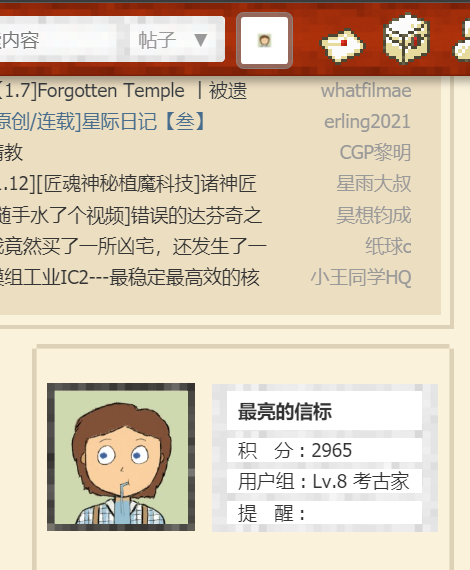 内容 帖子 ▼
[1.7]Forgotten Temple 丨被遗 whatfilmae
原创/连载]星际日记【叁】 erling2021
请教 CGP黎明
.12][匠魂神秘植魔科技]诸神匠 星雨大叔
随手水了个视频]错误的达芬奇之 昊想钧成
竟然买了一所凶宅，还发生了一 纸球c
模组工业IC2---最稳定最高效的核 小王同学HQ
最亮的信标
积 分：2965
用户组：Lv.8 考古家
提 醒：